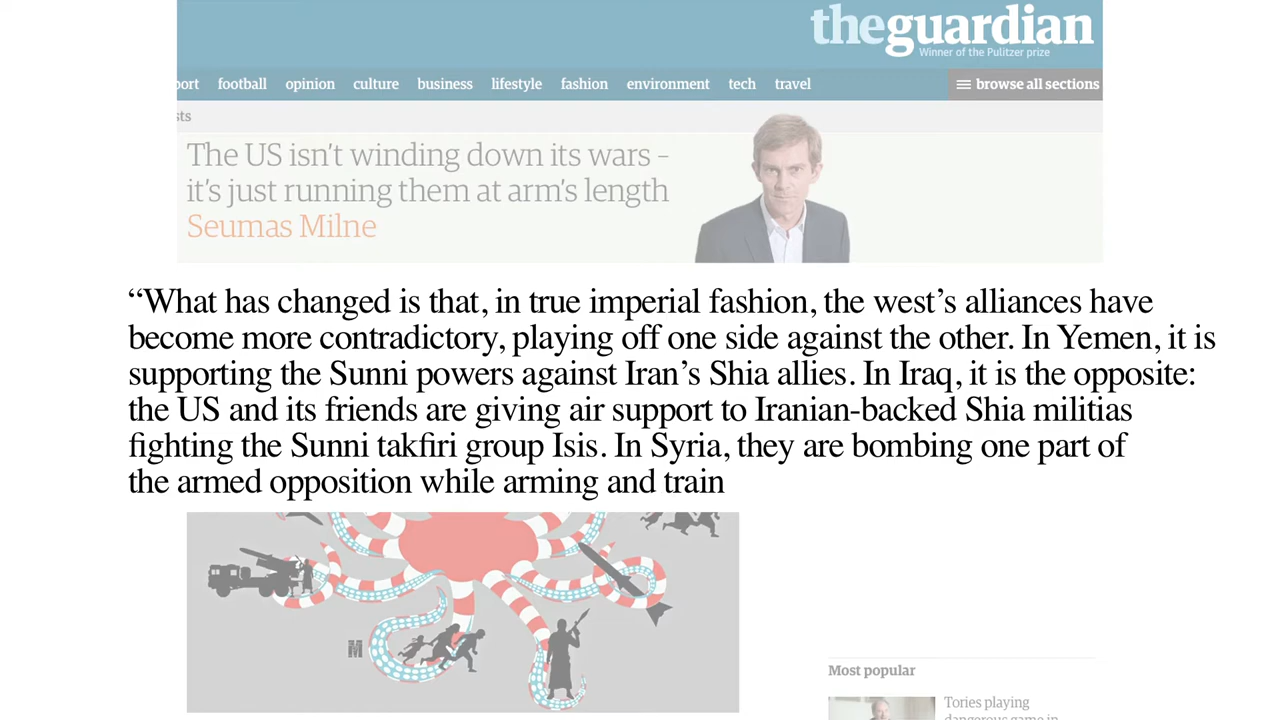 theguardian
Winner of the Pulitzer prize
port football opinion culture business lifestyle fashion environment tech travel ≡ browse all sections
sts
The US isn't winding down its wars –
it's just running them at arm's length
Seumas Milne
“What has changed is that, in true imperial fashion, the west’s alliances have
become more contradictory, playing off one side against the other. In Yemen, it is
supporting the Sunni powers against Iran’s Shia allies. In Iraq, it is the opposite:
the US and its friends are giving air support to Iranian-backed Shia militias
fighting the Sunni takfiri group Isis. In Syria, they are bombing one part of
the armed opposition while arming and train
M
Most popular
Tories playing
dangerous game in